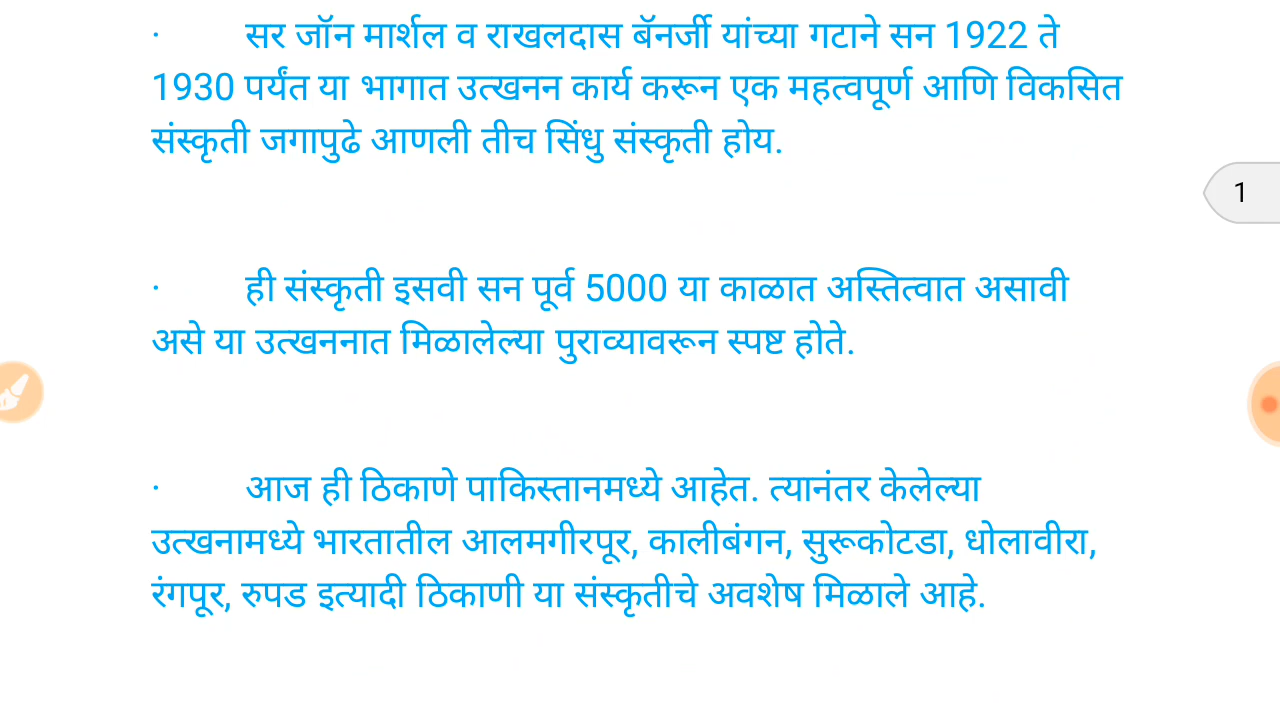 · सर जॉन मार्शल व राखलदास बॅनर्जी यांच्या गटाने सन 1922 ते
1930 पर्यंत या भागात उत्खनन कार्य करून एक महत्वपूर्ण आणि विकसित
संस्कृती जगापुढे आणली तीच सिंधु संस्कृती होय.
1
· ही संस्कृती इसवी सन पूर्व 5000 या काळात अस्तित्वात असावी
असे या उत्खननात मिळालेल्या पुराव्यावरून स्पष्ट होते.
· आज ही ठिकाणे पाकिस्तानमध्ये आहेत. त्यानंतर केलेल्या
उत्खनामध्ये भारतातील आलमगीरपूर, कालीबंगन, सुरूकोटडा, धोलावीरा,
रंगपूर, रुपड इत्यादी ठिकाणी या संस्कृतीचे अवशेष मिळाले आहे.